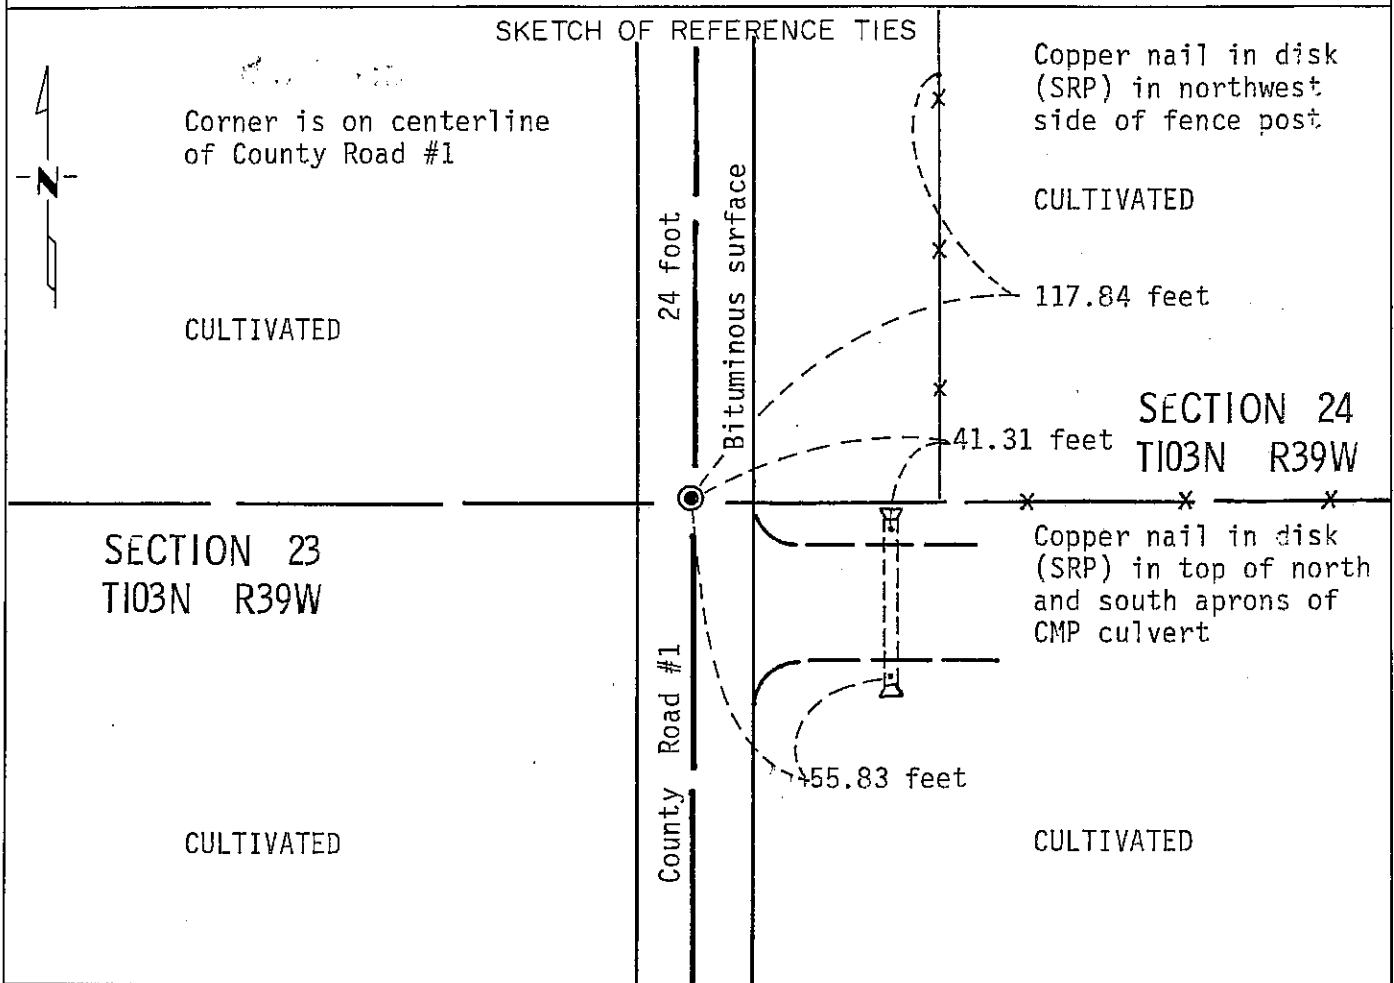 SKETCH OF REFERENCE TIES
N
Corner is on centerline
of County Road #1
CULTIVATED
24 foot
Bituminous surface
Copper nail in disk
(SRP) in northwest
side of fence post
CULTIVATED
117.84 feet
41.31 feet
SECTION 24
T103N R39W
SECTION 23
T103N R39W
Copper nail in disk
(SRP) in top of north
and south aprons of
CMP culvert
County Road #1
55.83 feet
CULTIVATED
CULTIVATED